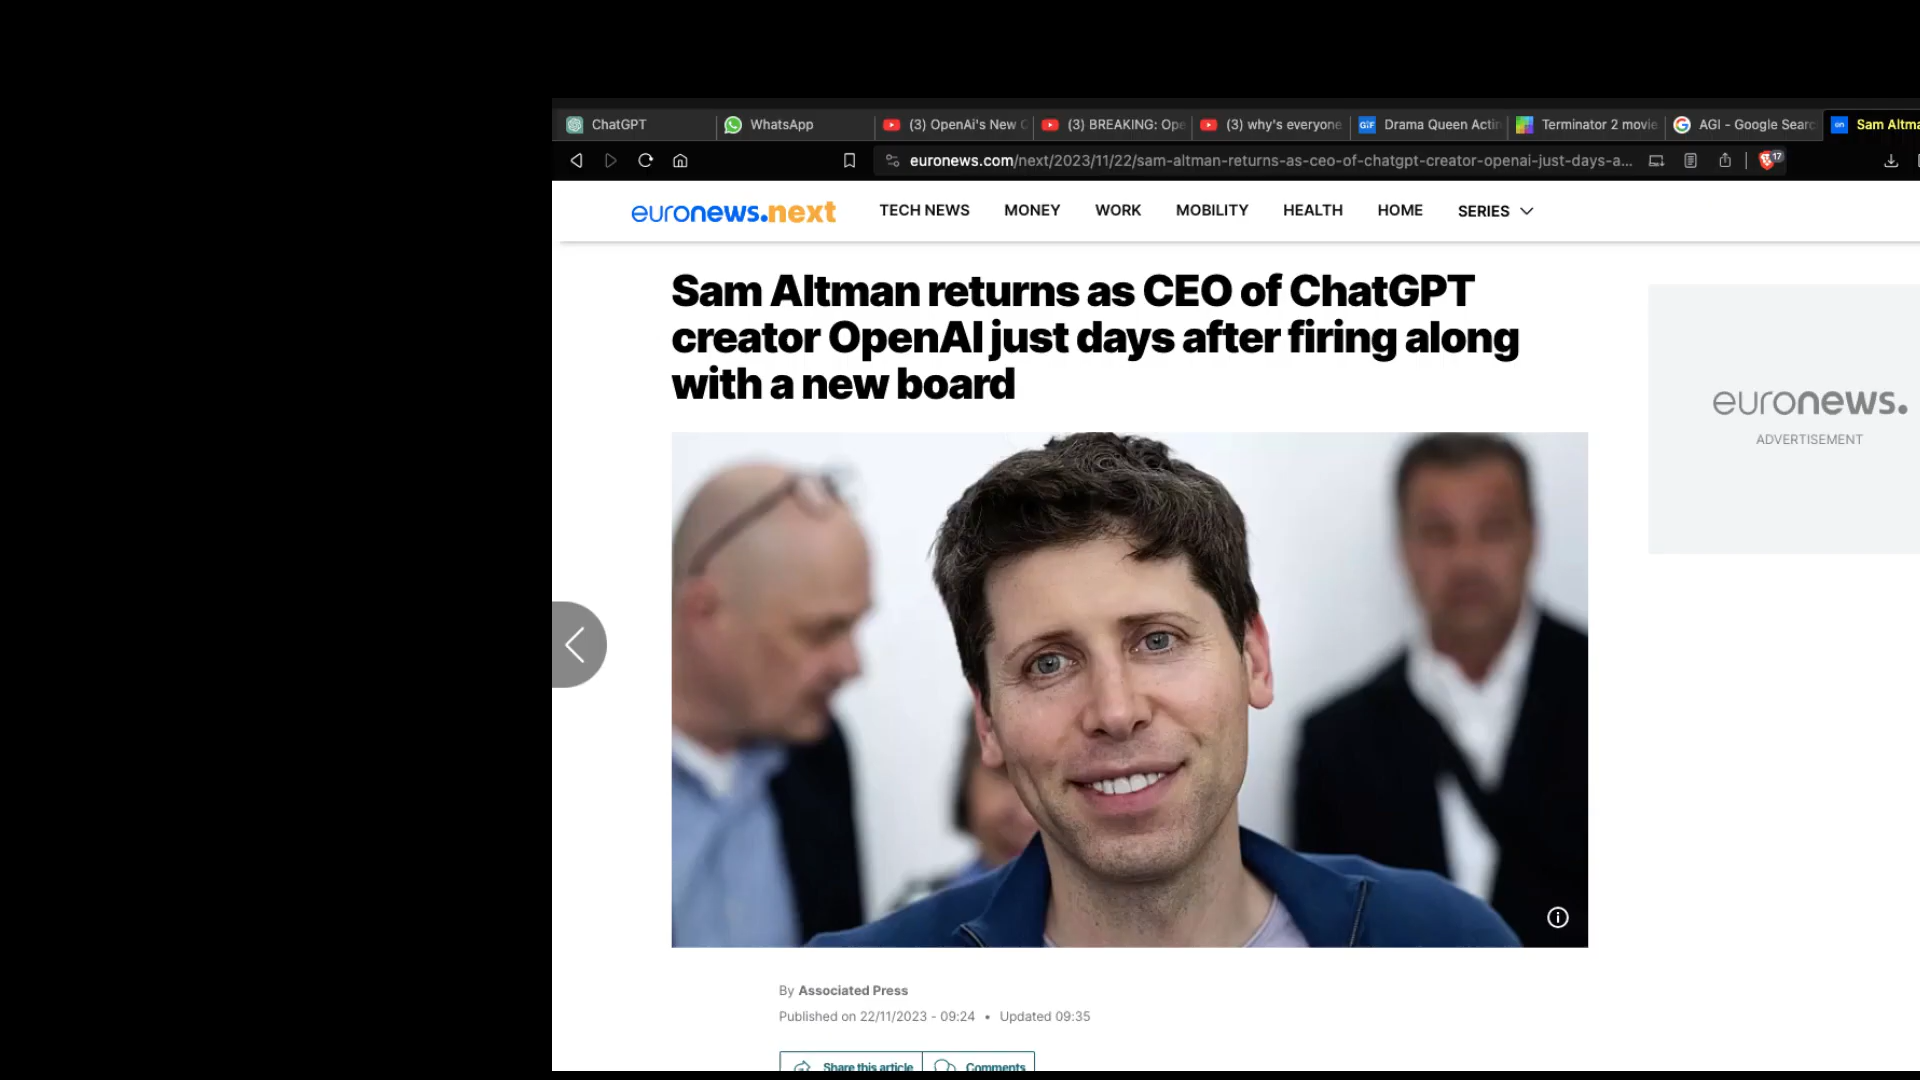 ChatGPT
WhatsApp
(3) OpenAi's New C
(3) BREAKING: Ope
(3) why's everyone
GIF
Drama Queen Actin
Terminator 2 movie
AGI - Google Searc
on
Sam Altma
euronews.com/next/2023/11/22/sam-altman-returns-as-ceo-of-chatgpt-creator-openai-just-days-a...
17
euronews.next
TECH NEWS
MONEY
WORK
MOBILITY
HEALTH
HOME
SERIES
Sam Altman returns as CEO of ChatGPT
creator OpenAI just days after firing along
with a new board
euronews.
ADVERTISEMENT
By Associated Press
Published on 22/11/2023 - 09:24 • Updated 09:35
Share this article
Comments